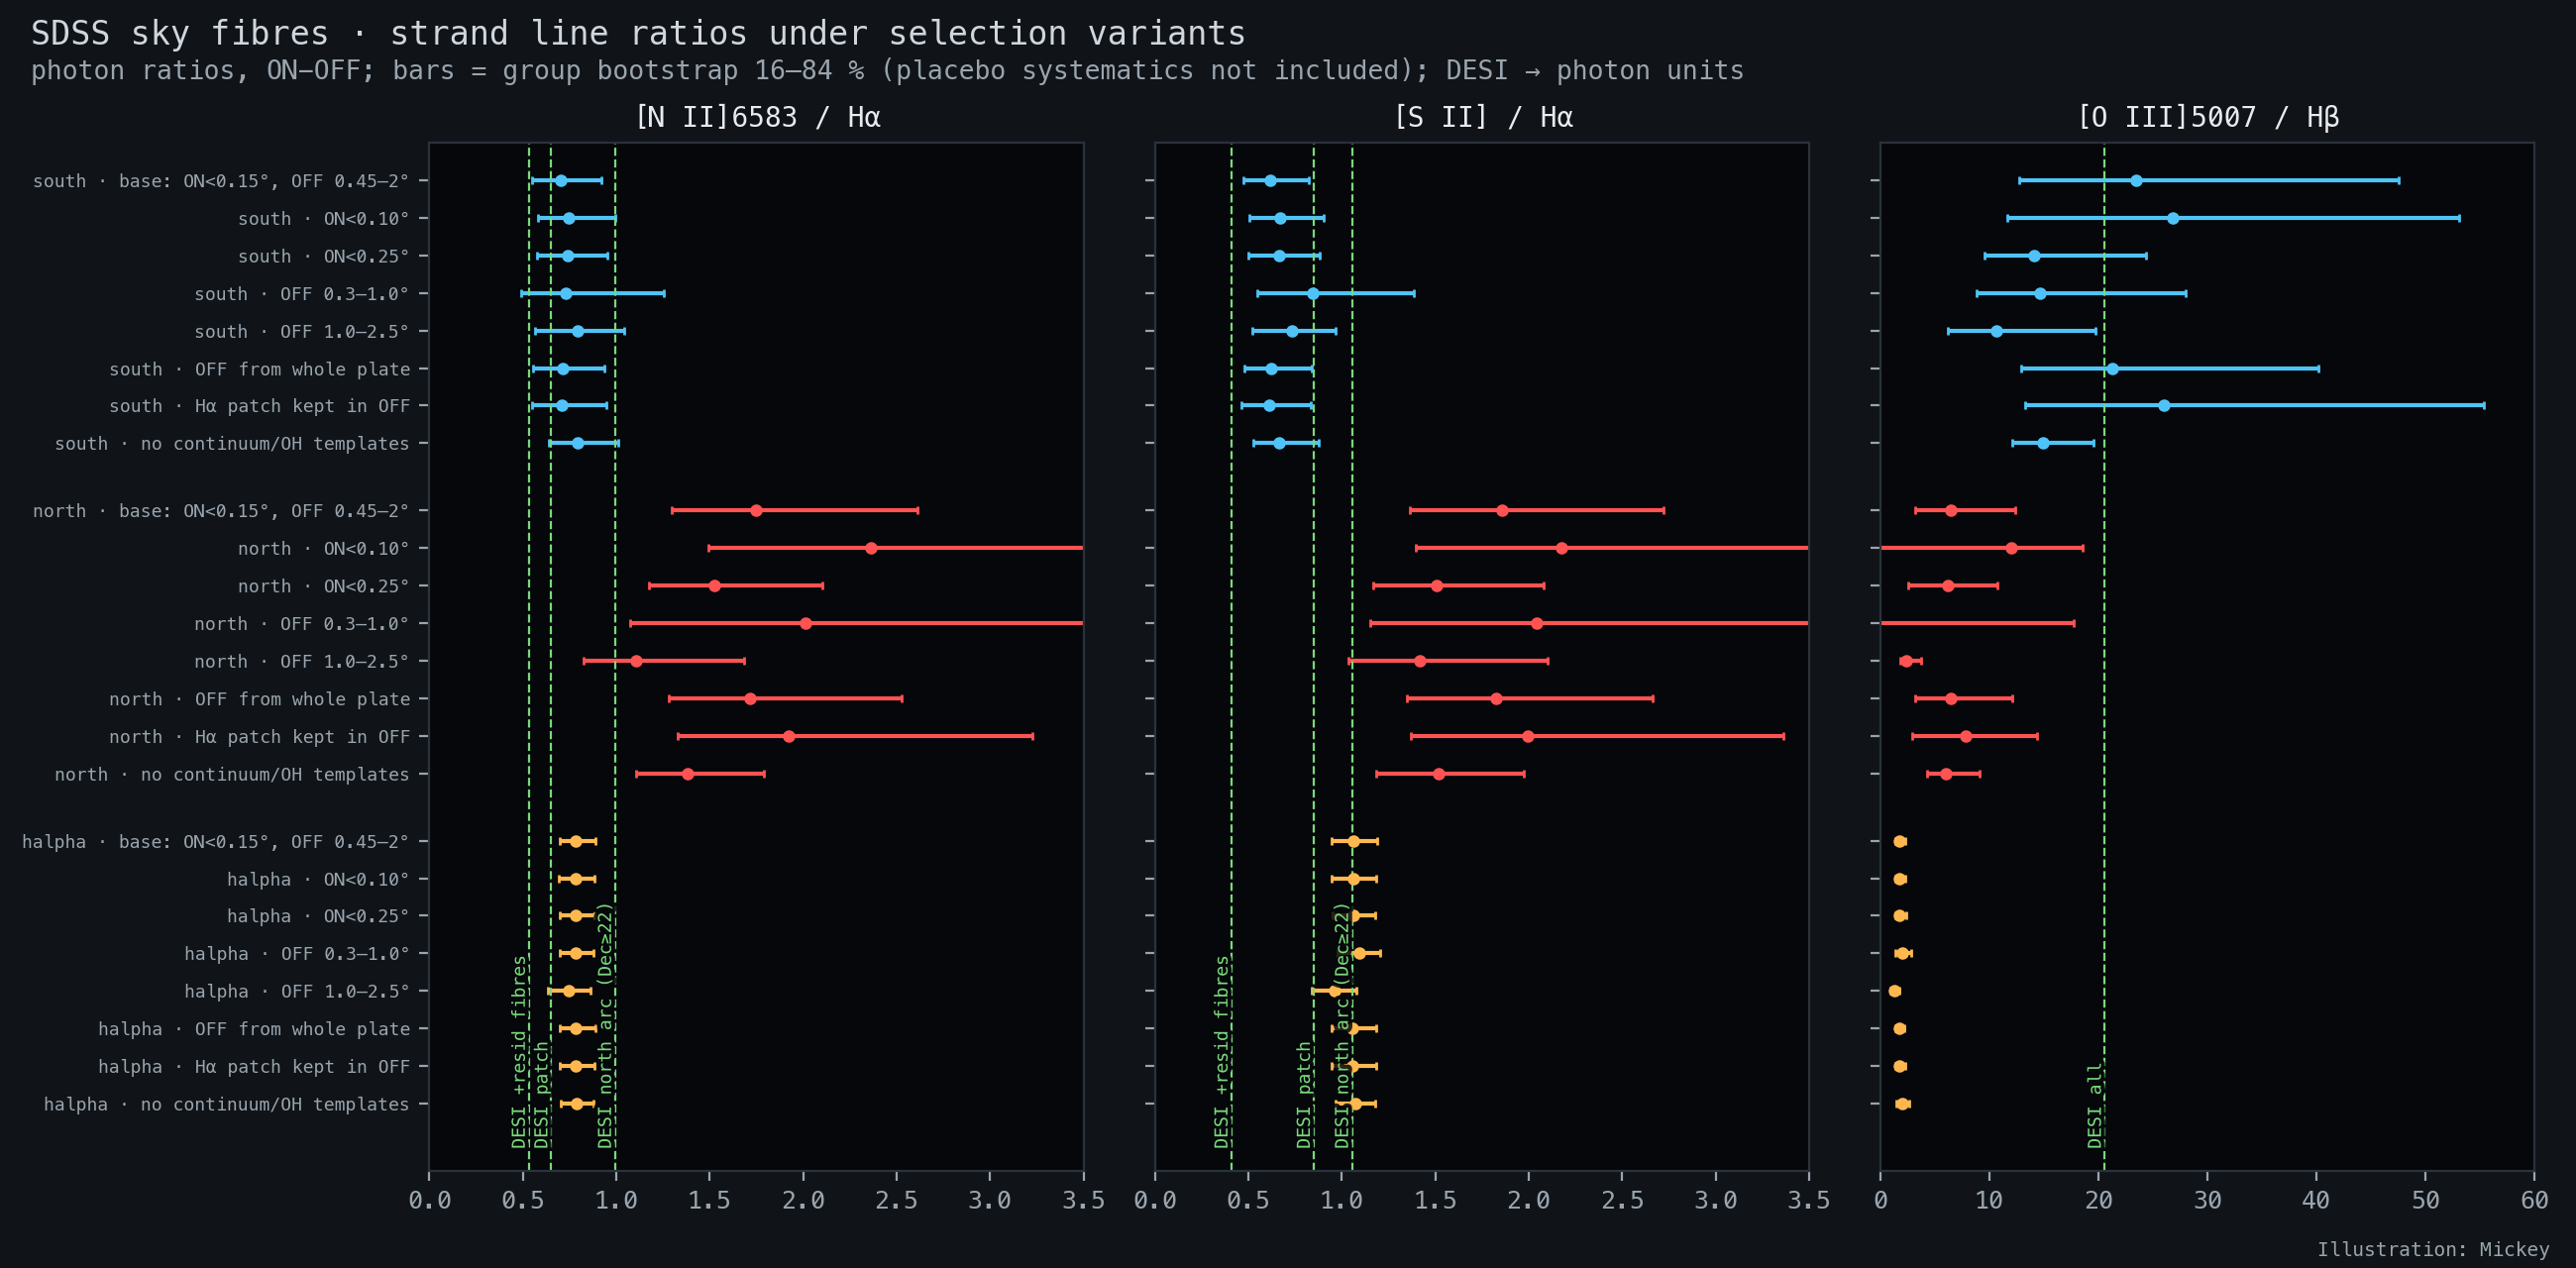 SDSS sky fibres · strand line ratios under selection variants
photon ratios, ON−OFF; bars = group bootstrap 16–84 % (placebo systematics not included); DESI → photon units
[N II]6583 / Hα
[S II] / Hα
[O III]5007 / Hβ
south · base: ON<0.15°, OFF 0.45–2°
south · ON<0.10°
south · ON<0.25°
south · OFF 0.3–1.0°
south · OFF 1.0–2.5°
south · OFF from whole plate
south · Hα patch kept in OFF
south · no continuum/OH templates
north · base: ON<0.15°, OFF 0.45–2°
north · ON<0.10°
north · ON<0.25°
north · OFF 0.3–1.0°
north · OFF 1.0–2.5°
north · OFF from whole plate
north · Hα patch kept in OFF
north · no continuum/OH templates
halpha · base: ON<0.15°, OFF 0.45–2°
halpha · ON<0.10°
halpha · ON<0.25°
halpha · OFF 0.3–1.0°
halpha · OFF 1.0–2.5°
halpha · OFF from whole plate
halpha · Hα patch kept in OFF
halpha · no continuum/OH templates
DESI +resid fibres
DESI patch
DESI north arc (Dec≥22)
DESI +resid fibres
DESI patch
DESI north arc (Dec≥22)
DESI all
0.0 0.5 1.0 1.5 2.0 2.5 3.0 3.5
0.0 0.5 1.0 1.5 2.0 2.5 3.0 3.5
0 10 20 30 40 50 60
Illustration: Mickey